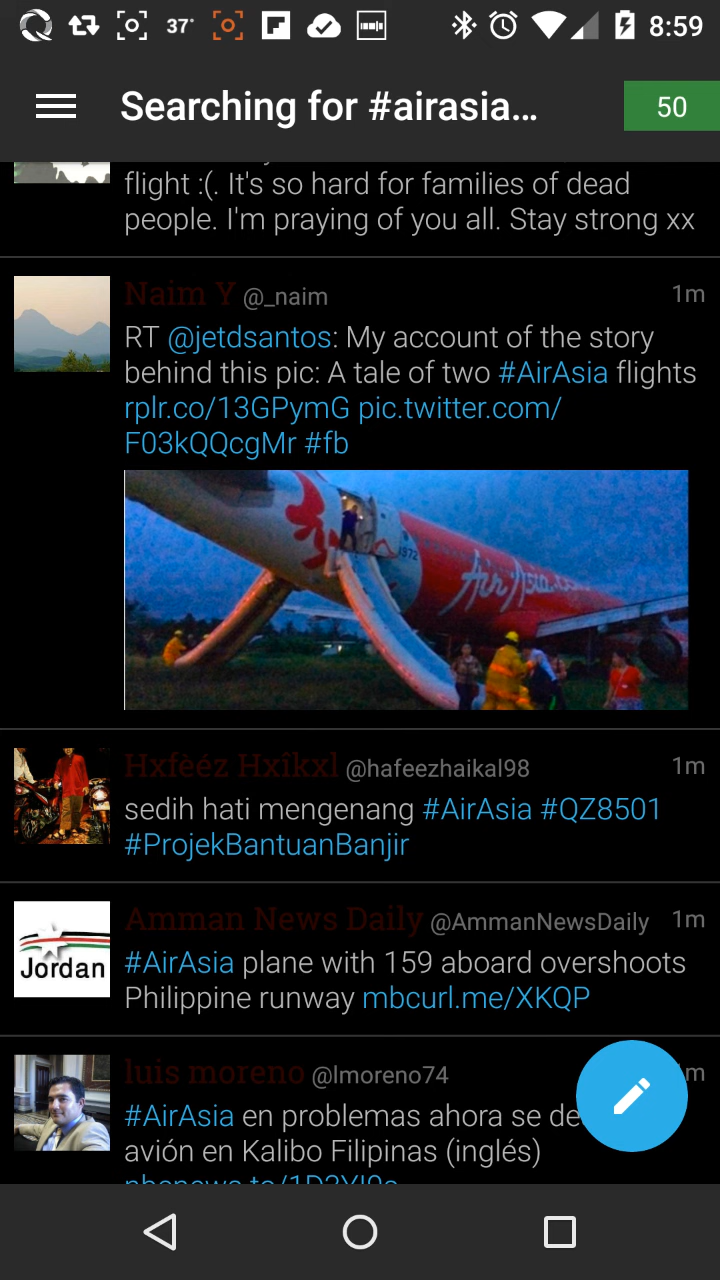 37°
8:59
Searching for #airasia...
50
flight :(. It's so hard for families of dead
people. I'm praying of you all. Stay strong xx
Naim Y @_naim 1m
RT @jetdsantos: My account of the story
behind this pic: A tale of two #AirAsia flights
rplr.co/13GPymG pic.twitter.com/
F03kQQcgMr #fb
AirAsia.com
Hxfèéz Hxîkxl @hafeezhaikal98 1m
sedih hati mengenang #AirAsia #QZ8501
#ProjekBantuanBanjir
Jordan
Amman News Daily @AmmanNewsDaily 1m
#AirAsia plane with 159 aboard overshoots
Philippine runway mbcurl.me/XKQP
luis moreno @lmoreno74 m
#AirAsia en problemas ahora se de
avión en Kalibo Filipinas (inglés)